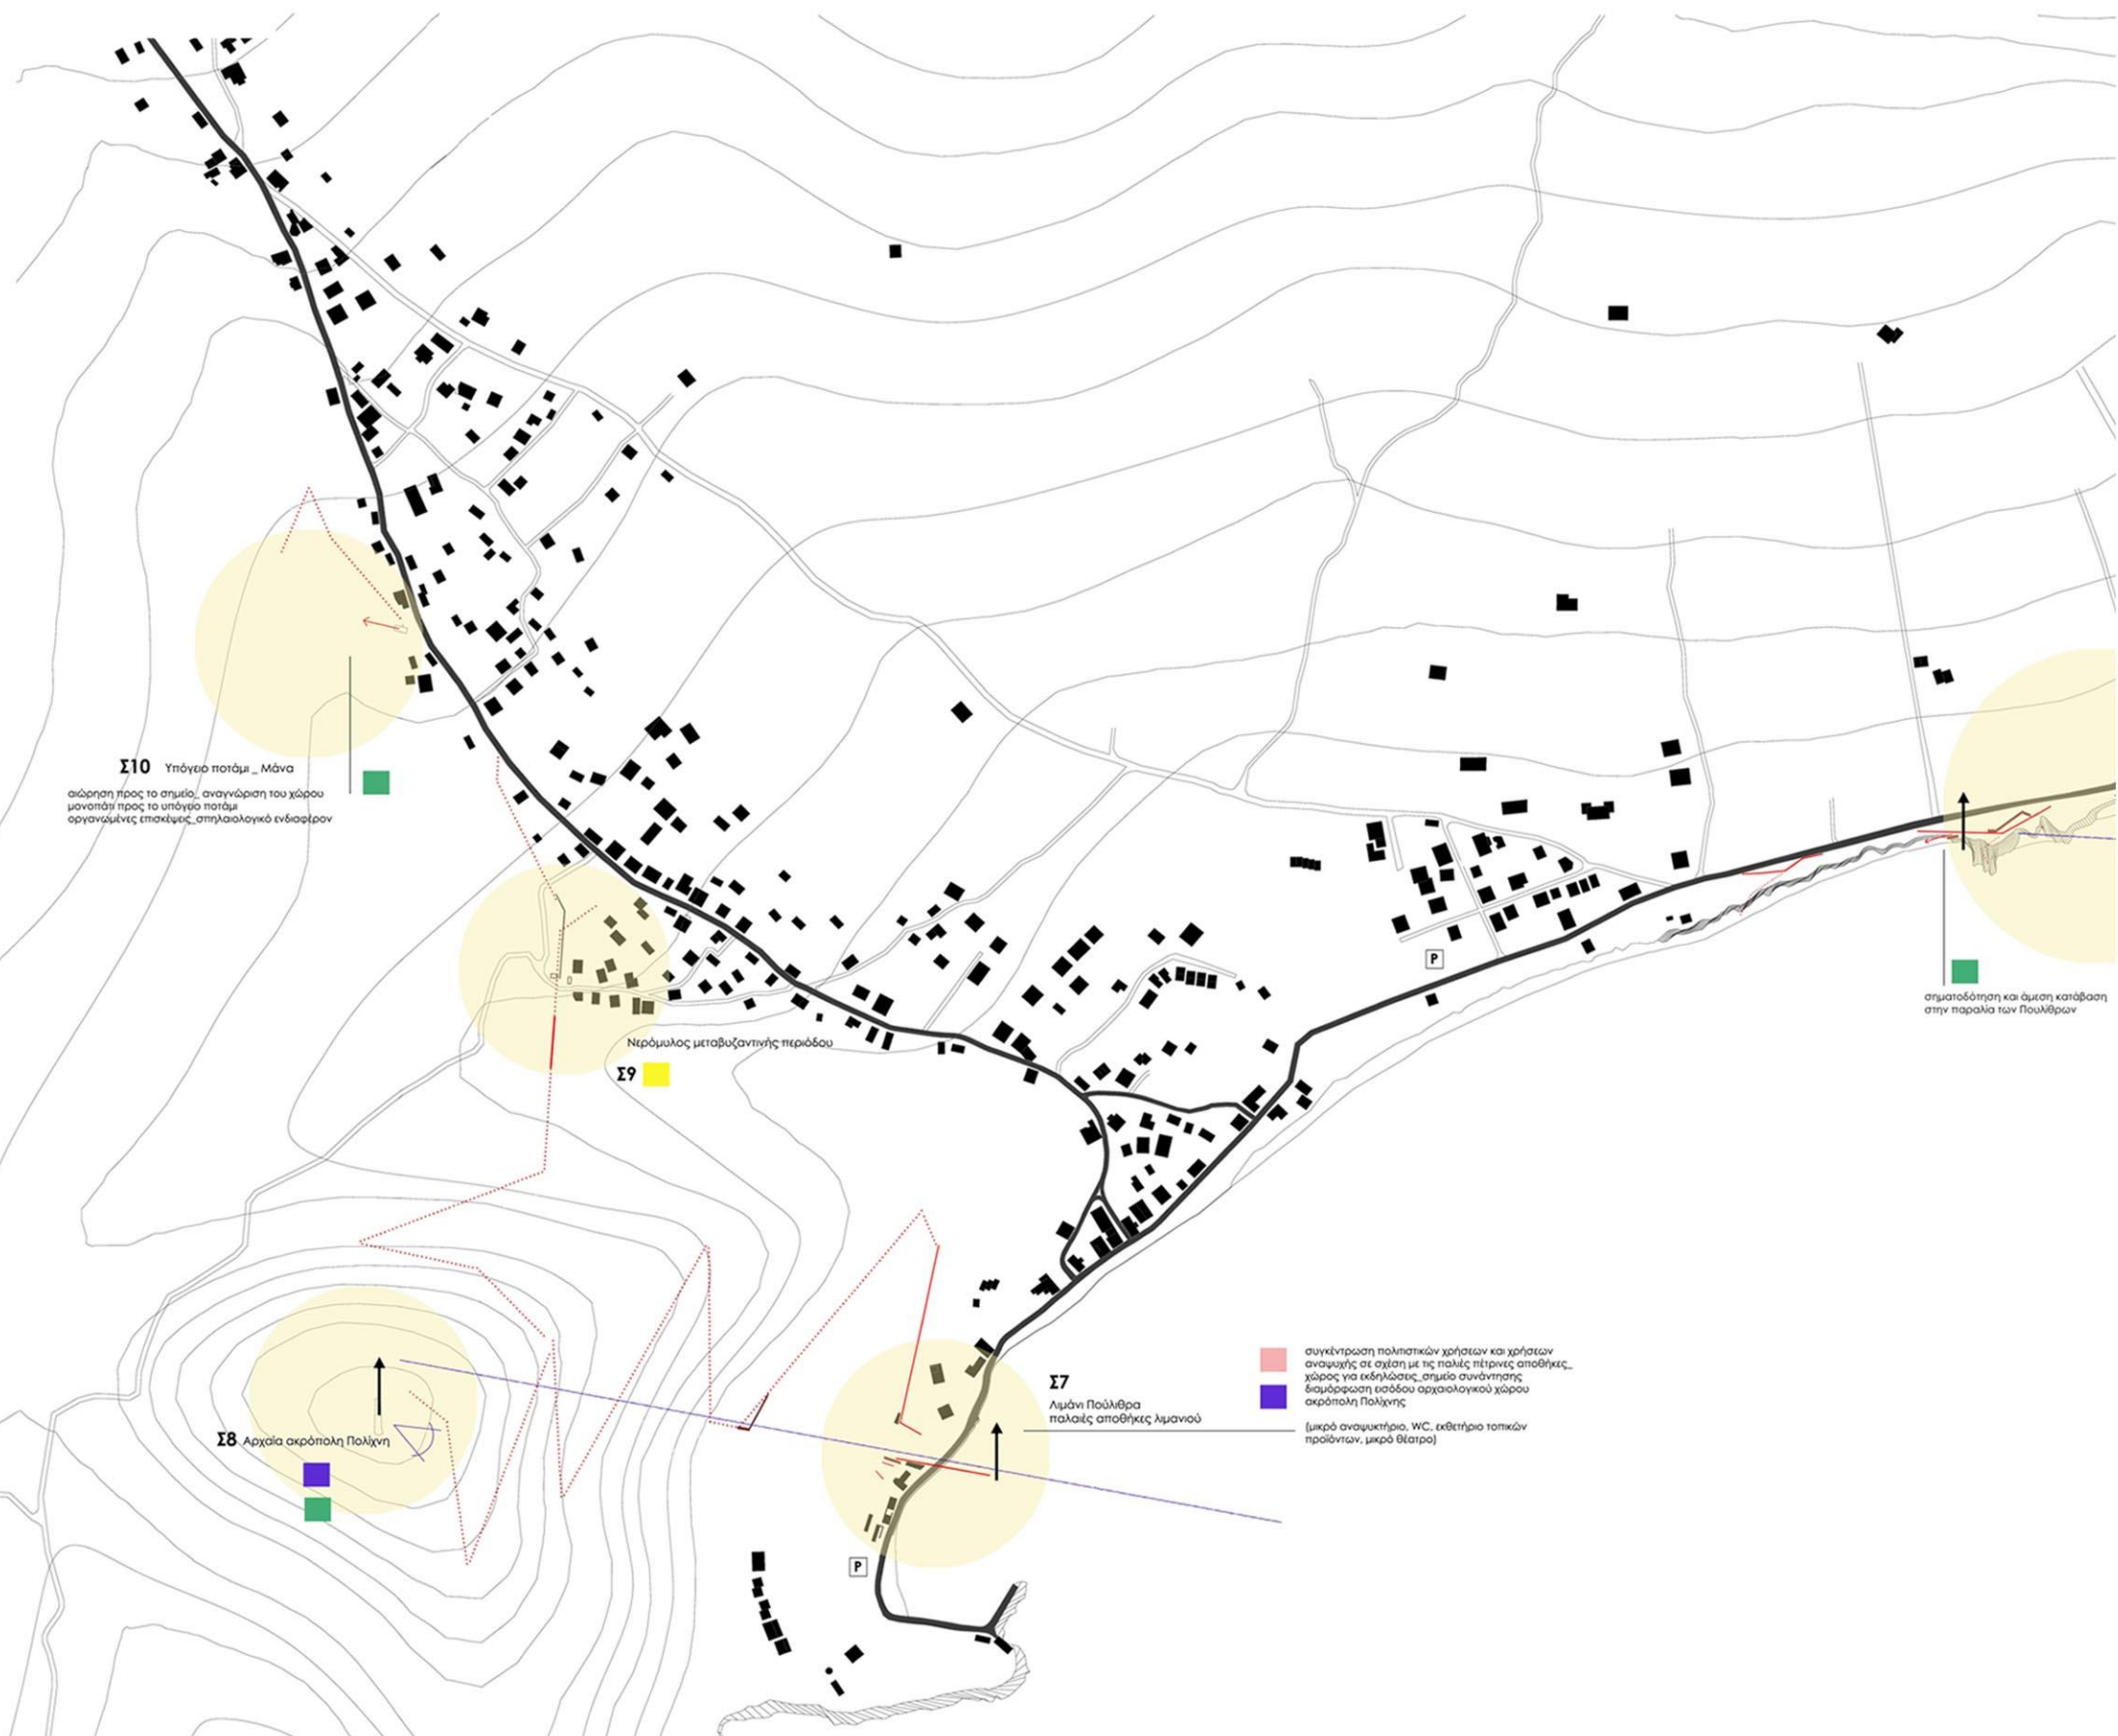 Σ10 Υπόγειο ποτάμι _ Μάνα
αιώρηση προς το σημείο_ αναγνώριση του χώρου
μονοπάτι προς το υπόγειο ποτάμι
οργανωμένες επισκέψεις_σπηλαιολογικό ενδιαφέρον
P
σηματοδότηση και άμεση κατάβαση
στην παραλία των Πουλίθρων
Νερόμυλος μεταβυζαντινής περιόδου
Σ9
Σ8 Αρχαία ακρόπολη Πολίχνη
Σ7
Λιμάνι Πούλιθρα
παλαιές αποθήκες λιμανιού
συγκέντρωση πολιτιστικών χρήσεων και χρήσεων
αναψυχής σε σχέση με τις παλιές πέτρινες αποθήκες_
χώρος για εκδηλώσεις_σημείο συνάντησης
διαμόρφωση εισόδου αρχαιολογικού χώρου
ακρόπολη Πολίχνης
(μικρό αναψυκτήριο, WC, εκθετήριο τοπικών
προϊόντων, μικρό θέατρο)
P